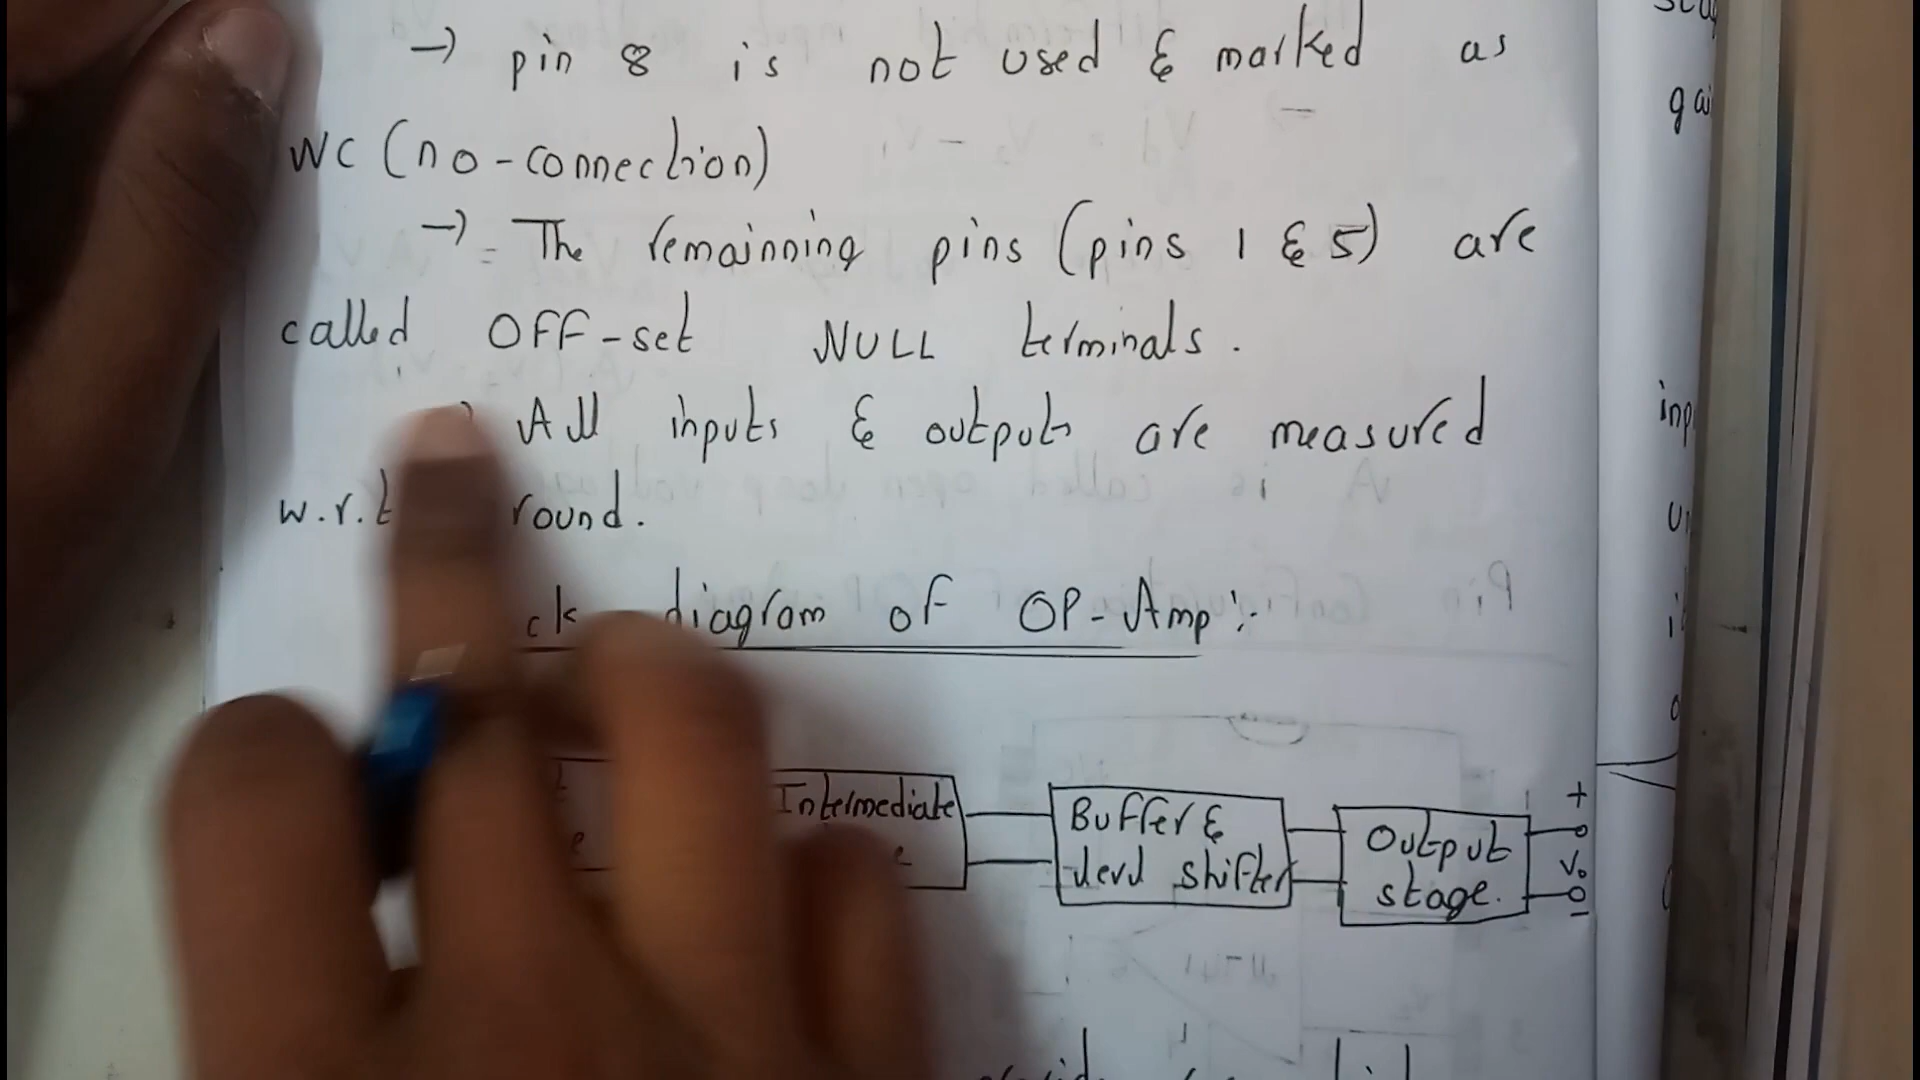 → pin 8 is not used & marked as
NC (no-connection)
→ The remainning pins (pins 1 & 5) are
called OFF-set NULL terminals.
All inputs & outputs are measured
w.r.t round.
ck diagram of OP-Amp:-
Intermediate
Buffer &
level shifter
Output
stage.
+
Vo
-